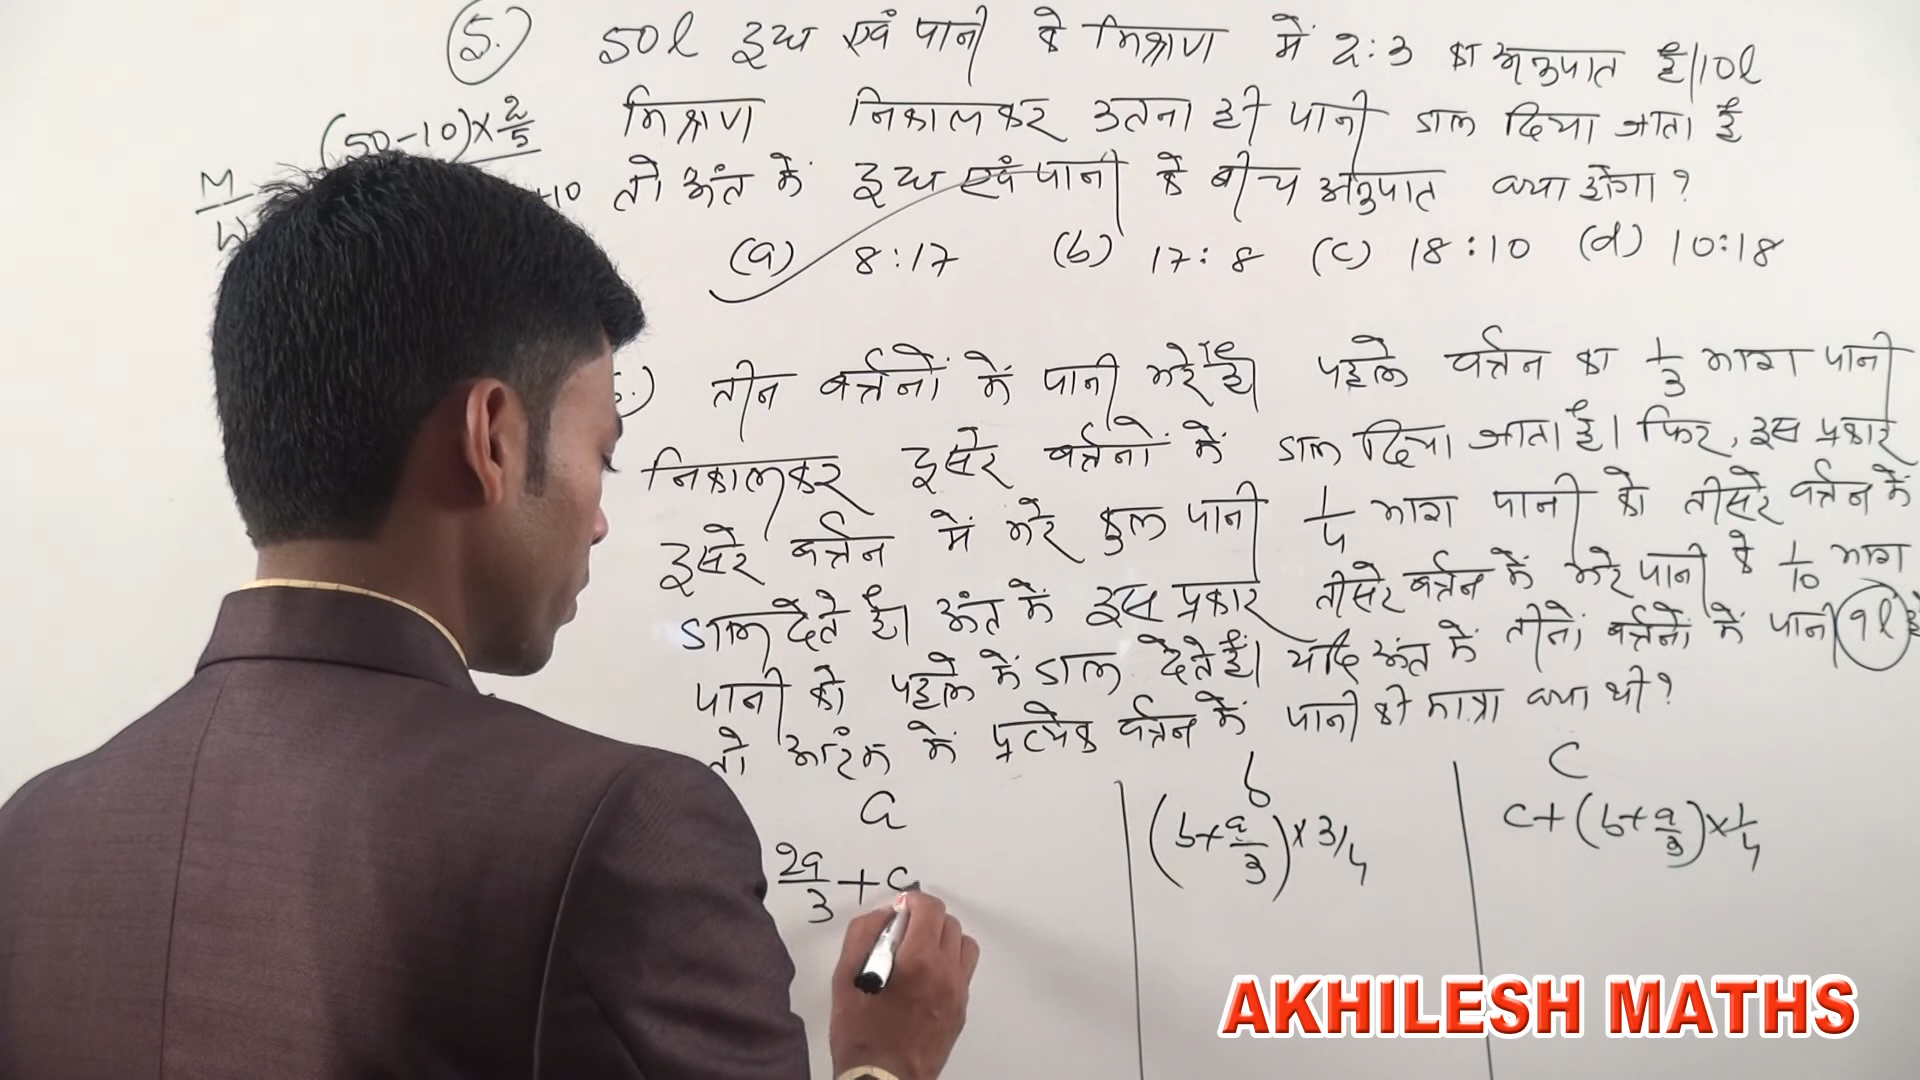 5.) 50l दूध एवं पानी के मिश्रण में 2:3 का अनुपात है। 10l
मिश्रण निकालकर उतना ही पानी डाल दिया जाता है
तो अंत में दूध एवं पानी के बीच अनुपात क्या होगा?
(a) 8:17 (b) 17:8 (c) 18:10 (d) 10:18
(50-10)×2/5
M
W
-10
तीन बर्त्तनों में पानी भरे हैं। पहले बर्त्तन का 1/3 भाग पानी
निकालकर दूसरे बर्त्तनों में डाल दिया जाता है। फिर, इस प्रकार
दूसरे बर्त्तन में भरे कुल पानी 1/4 भाग पानी को तीसरे बर्त्तन में
डाल देते हैं। अंत में इस प्रकार तीसरे बर्त्तन में भरे पानी के 1/10 भाग
पानी को पहले में डाल देते हैं। यदि अंत में तीनों बर्त्तनों में पानी 9l है
तो आरंभ में प्रत्येक बर्त्तन में पानी की मात्रा क्या थी?
a b c
2a/3 + c
(b+a/3)×3/4
c+(b+a/3)×1/4
AKHILESH MATHS